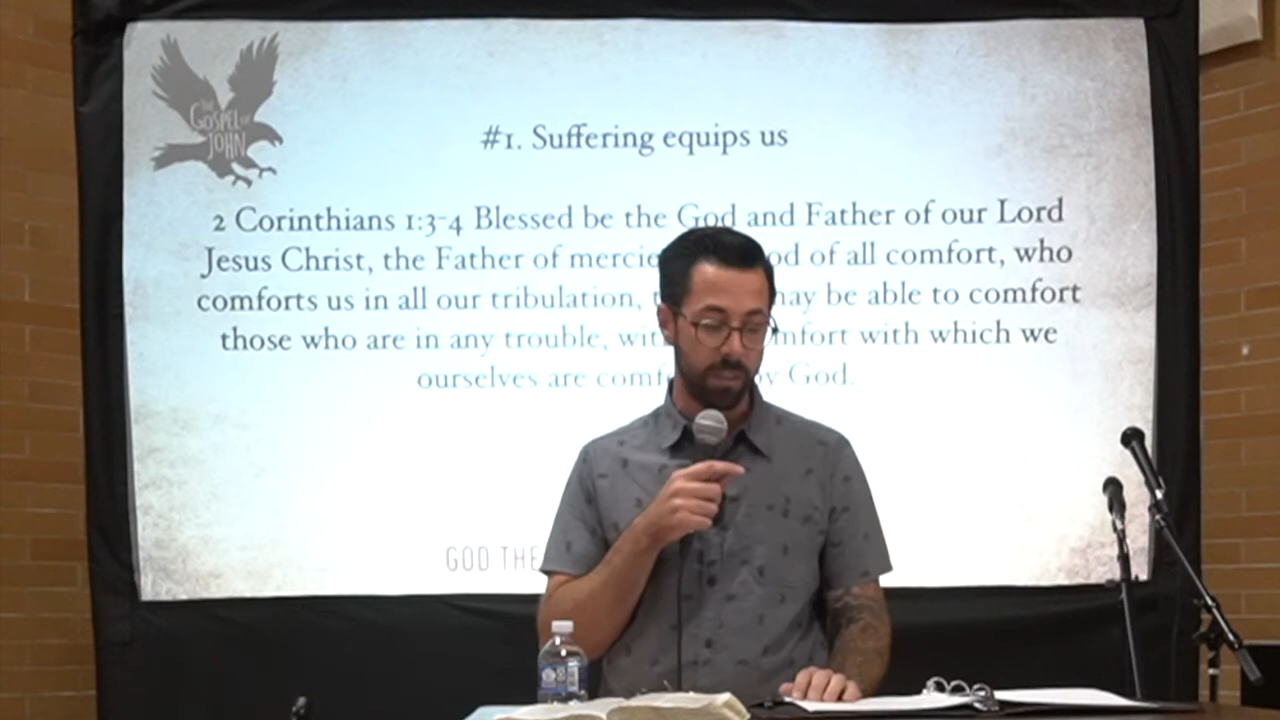 THE
GOSPEL OF
JOHN
#1. Suffering equips us
2 Corinthians 1:3-4 Blessed be the God and Father of our Lord
Jesus Christ, the Father of mercie od of all comfort, who
comforts us in all our tribulation, may be able to comfort
those who are in any trouble, wit mfort with which we
ourselves are comf by God.
GOD THE